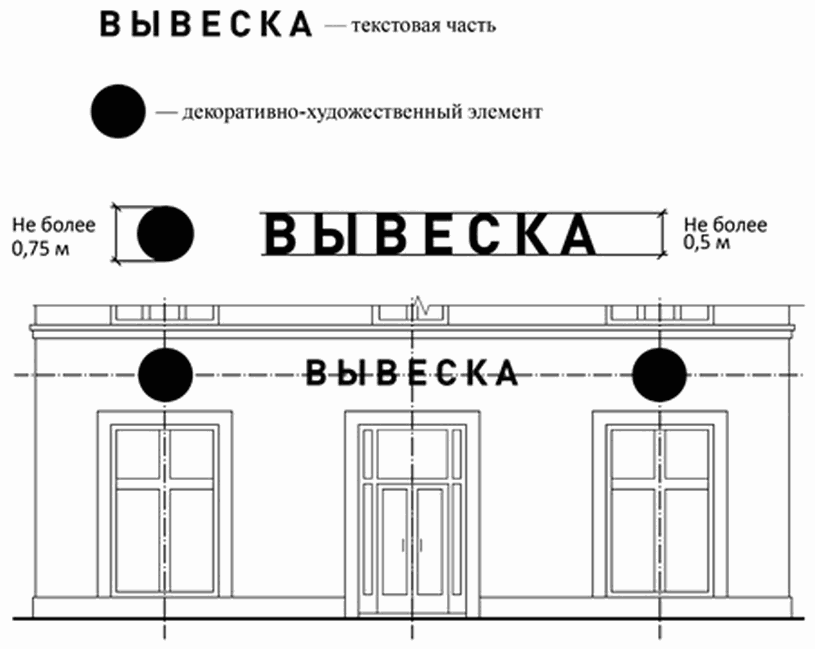 ВЫВЕСКА — текстовая часть
— декоративно-художественный элемент
Не более
0,75 м
ВЫВЕСКА
Не более
0,5 м
ВЫВЕСКА